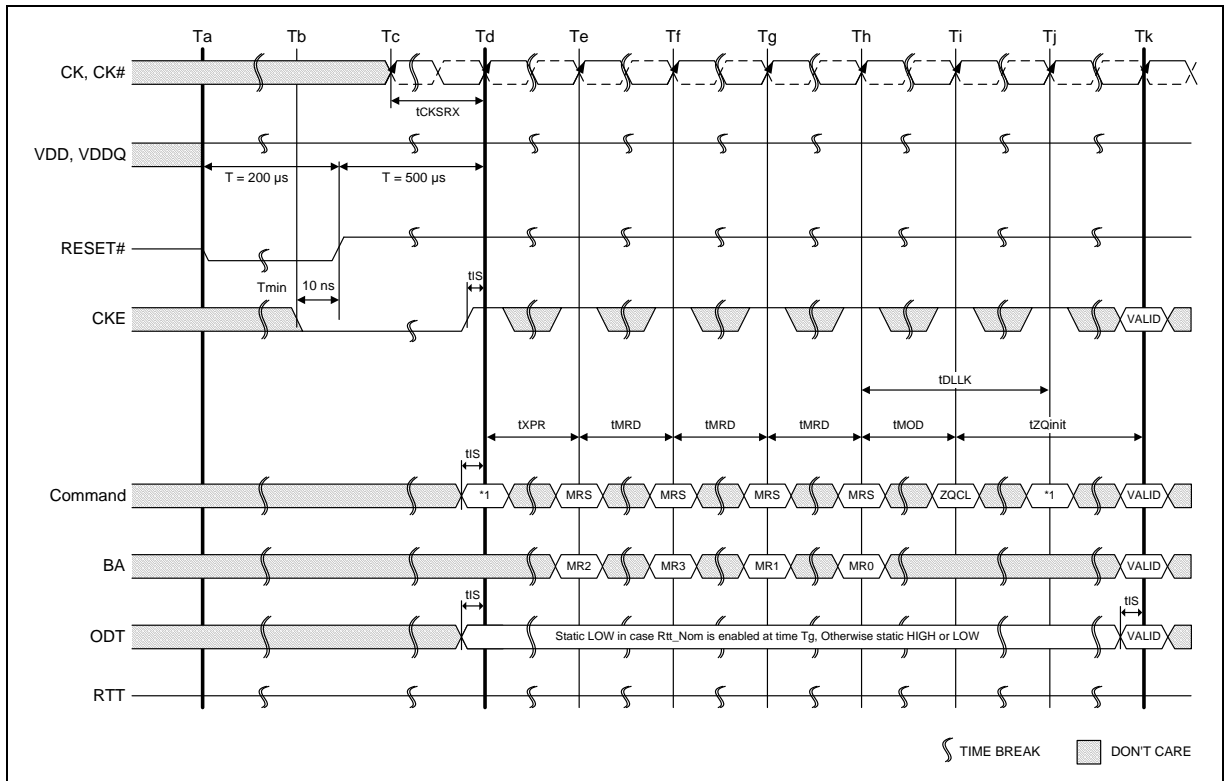 Ta Tb Tc Td Te Tf Tg Th Ti Tj Tk
CK, CK#
tCKSRX
VDD, VDDQ
T = 200 µs T = 500 µs
RESET#
Tmin 10 ns tIS
CKE VALID
tDLLK
tXPR tMRD tMRD tMRD tMOD tZQinit
tIS
Command *1 MRS MRS MRS MRS ZQCL *1 VALID
BA MR2 MR3 MR1 MR0 VALID
tIS tIS
ODT Static LOW in case Rtt_Nom is enabled at time Tg, Otherwise static HIGH or LOW VALID
RTT
TIME BREAK DON'T CARE